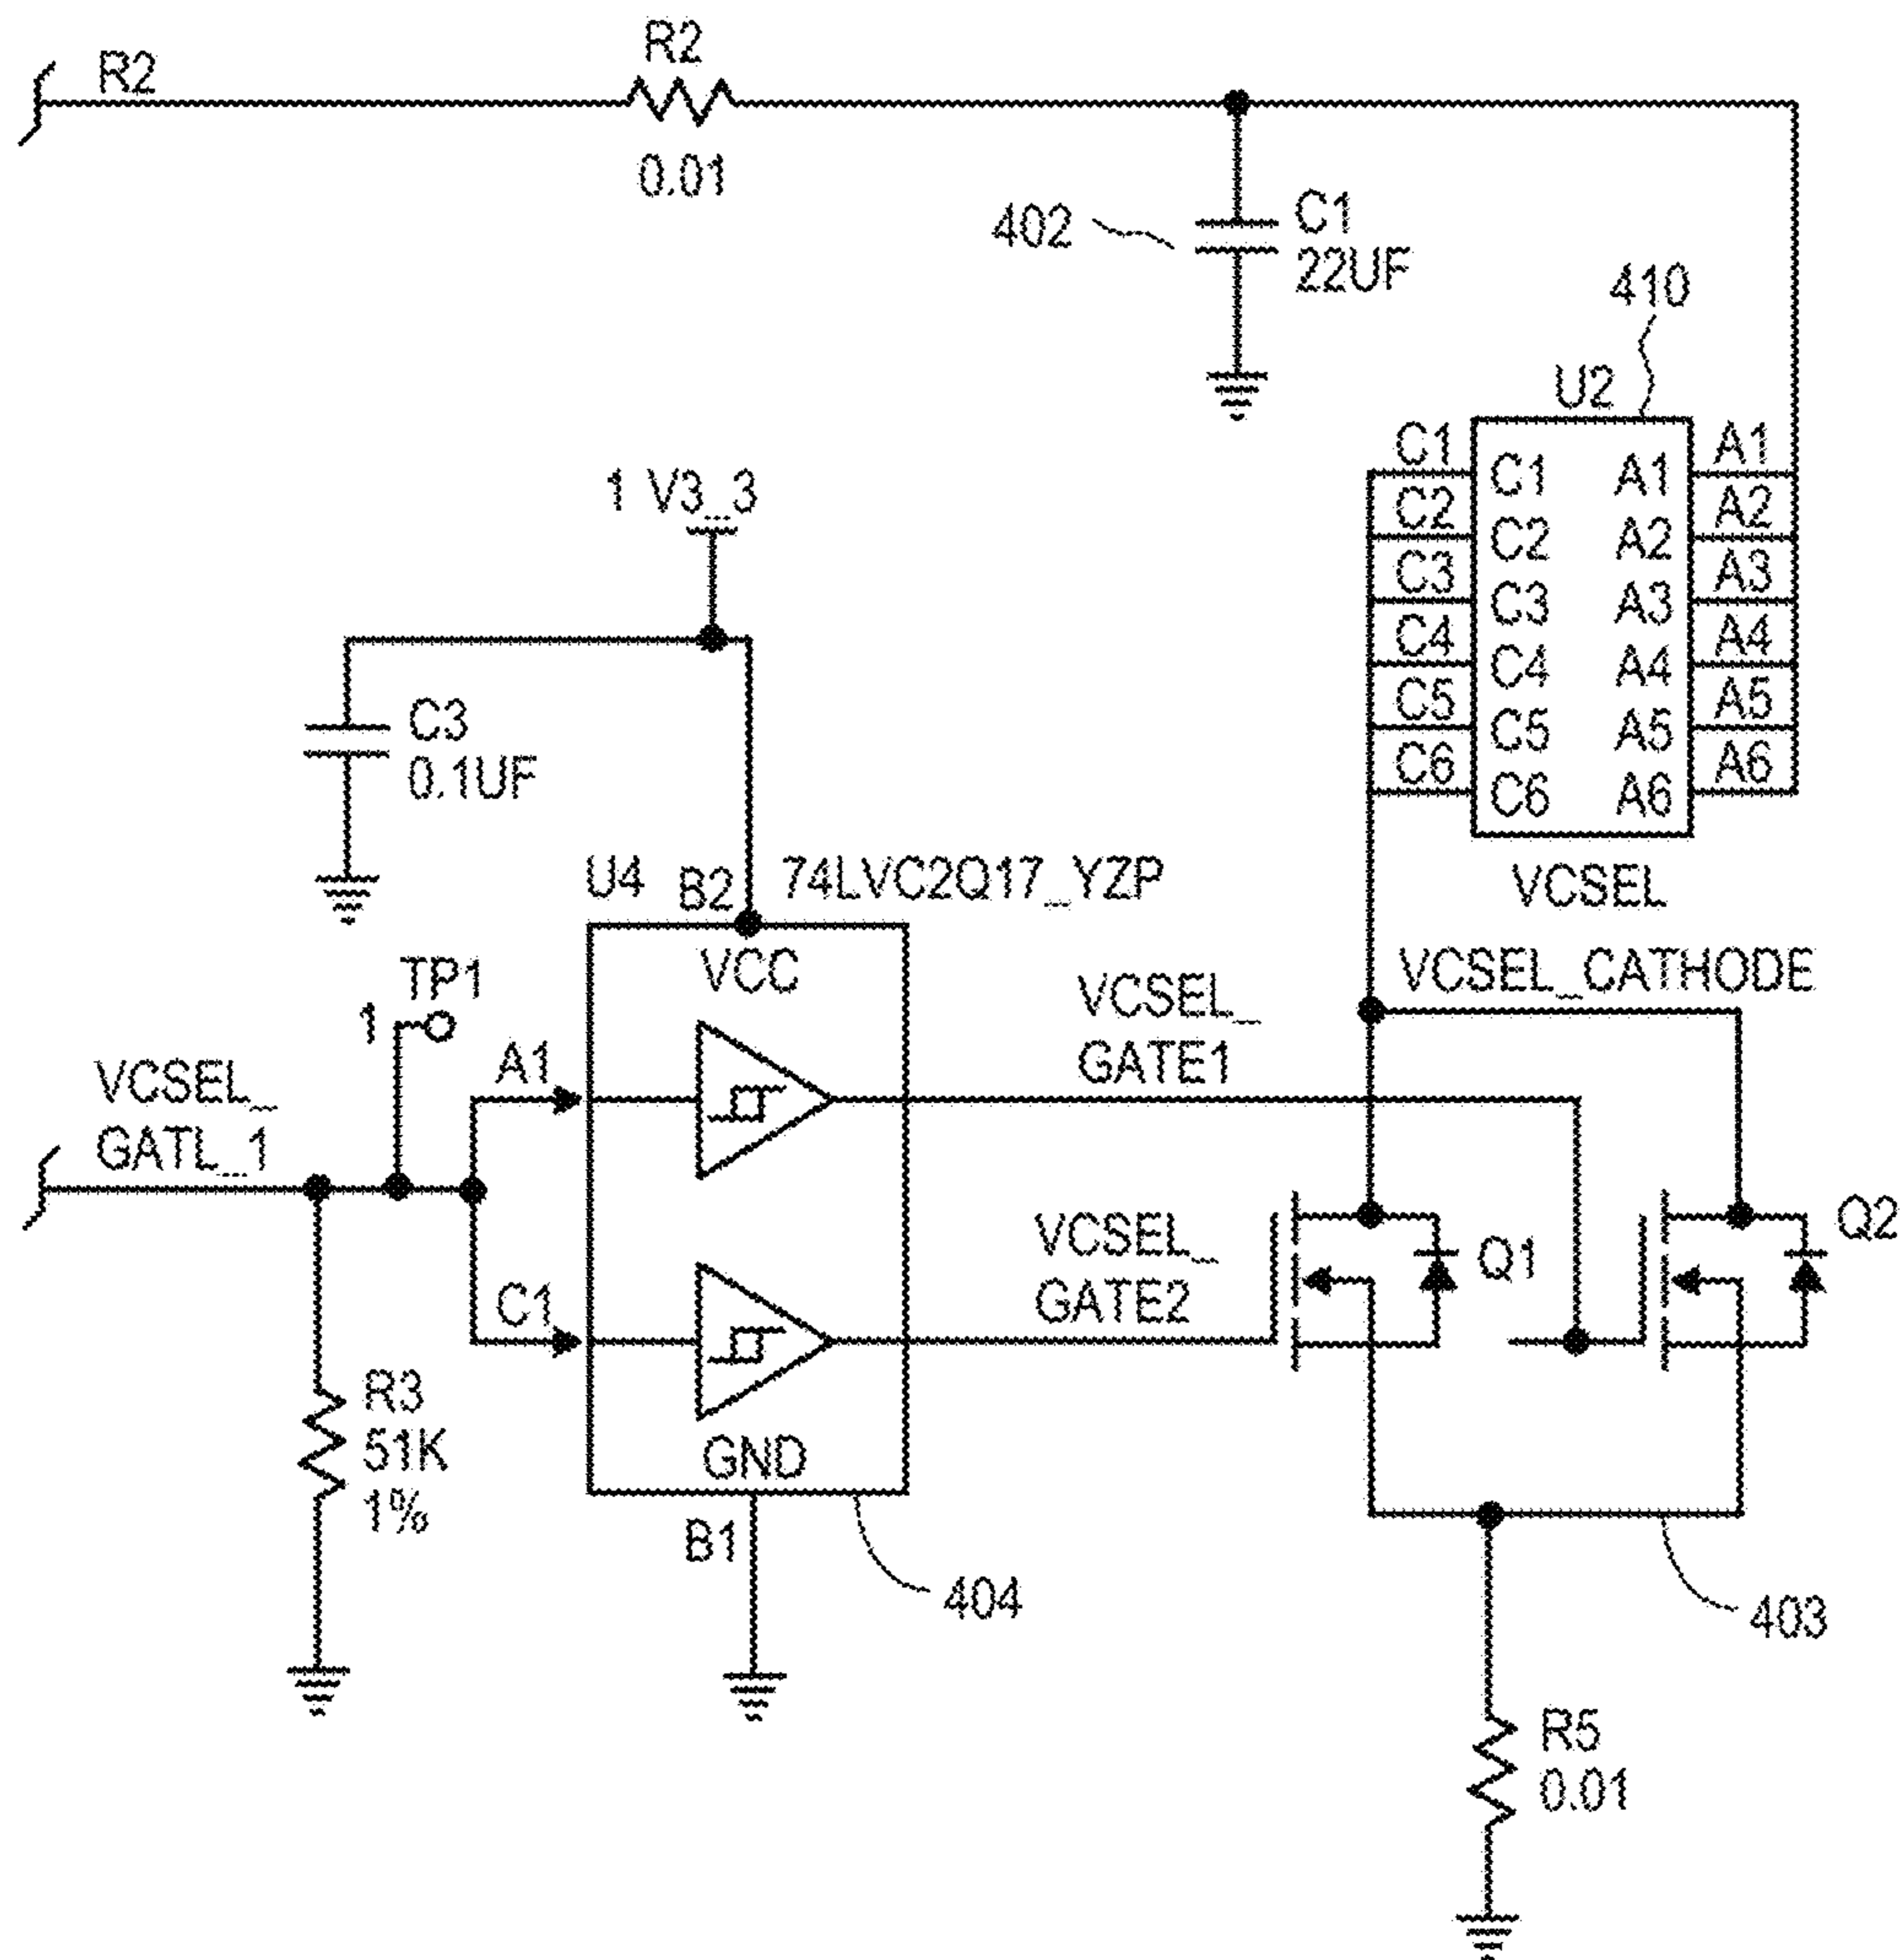 R2
R2
0.01
402
C1
22UF
410
U2
C1
C2
C3
C4
C5
C6
C1
C2
C3
C4
C5
C6
A1
A2
A3
A4
A5
A6
A1
A2
A3
A4
A5
A6
VCSEL
1 V3_3
C3
0.1UF
U4
B2
74LVC2Q17_YZP
VCC
TP1
1
VCSEL_
GATL_1
A1
C1
VCSEL_
GATE1
VCSEL_CATHODE
VCSEL_
GATE2
Q1
Q2
R3
51K
1%
GND
B1
404
403
R5
0.01